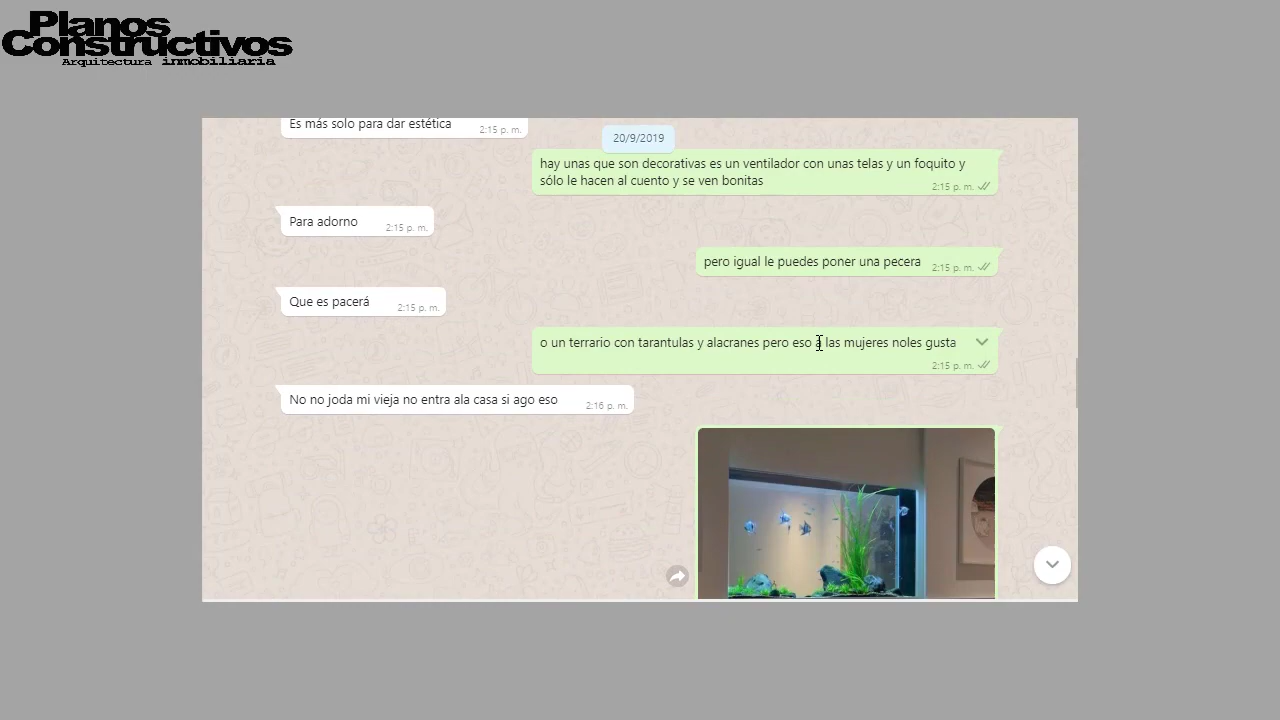 Planos
Constructivos
Arquitectura inmobiliaria
Es más solo para dar estética 2:15 p. m.
20/9/2019
hay unas que son decorativas es un ventilador con unas telas y un foquito y
sólo le hacen al cuento y se ven bonitas 2:15 p. m.
Para adorno 2:15 p. m.
pero igual le puedes poner una pecera 2:15 p. m.
Que es pacerá 2:15 p. m.
o un terrario con tarantulas y alacranes pero eso a las mujeres noles gusta
2:15 p. m.
No no joda mi vieja no entra ala casa si ago eso 2:16 p. m.